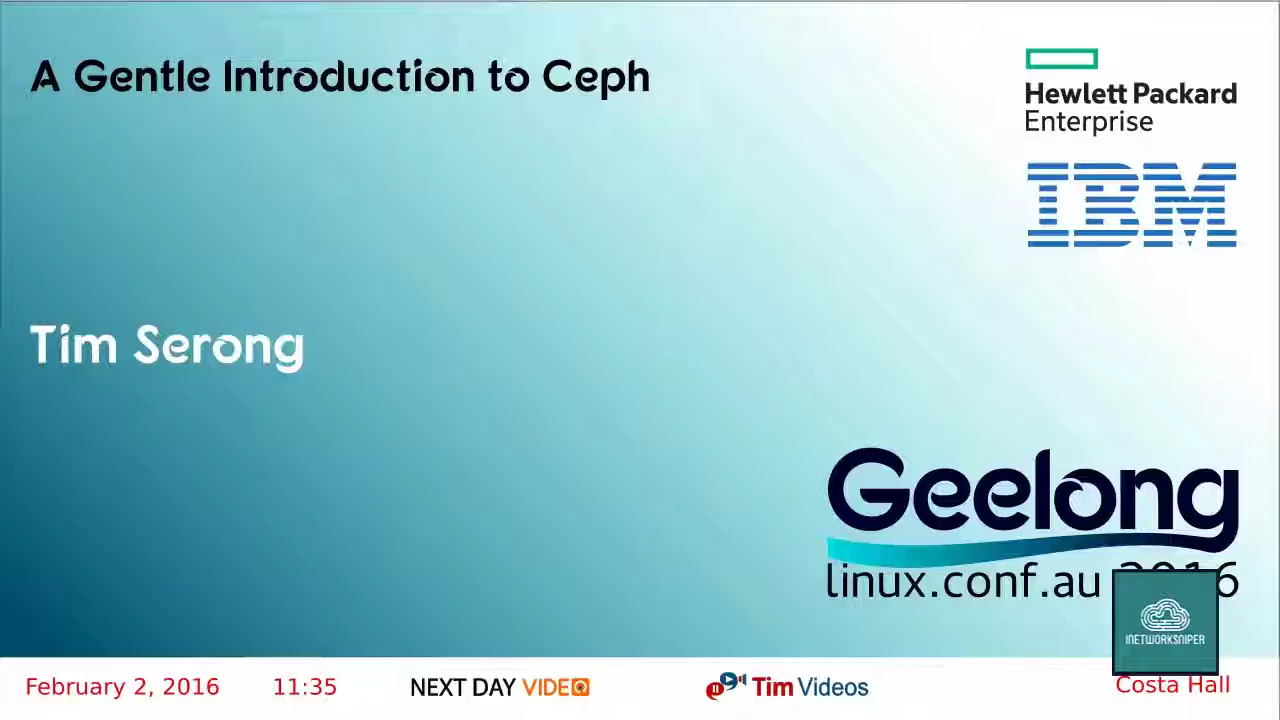 A Gentle Introduction to Ceph
Hewlett Packard
Enterprise
IBM
Tim Serong
Geelong
linux.conf.au 2016
INETWORKSNIPER
February 2, 2016 11:35 NEXT DAY VIDEO Tim Videos Costa Hall